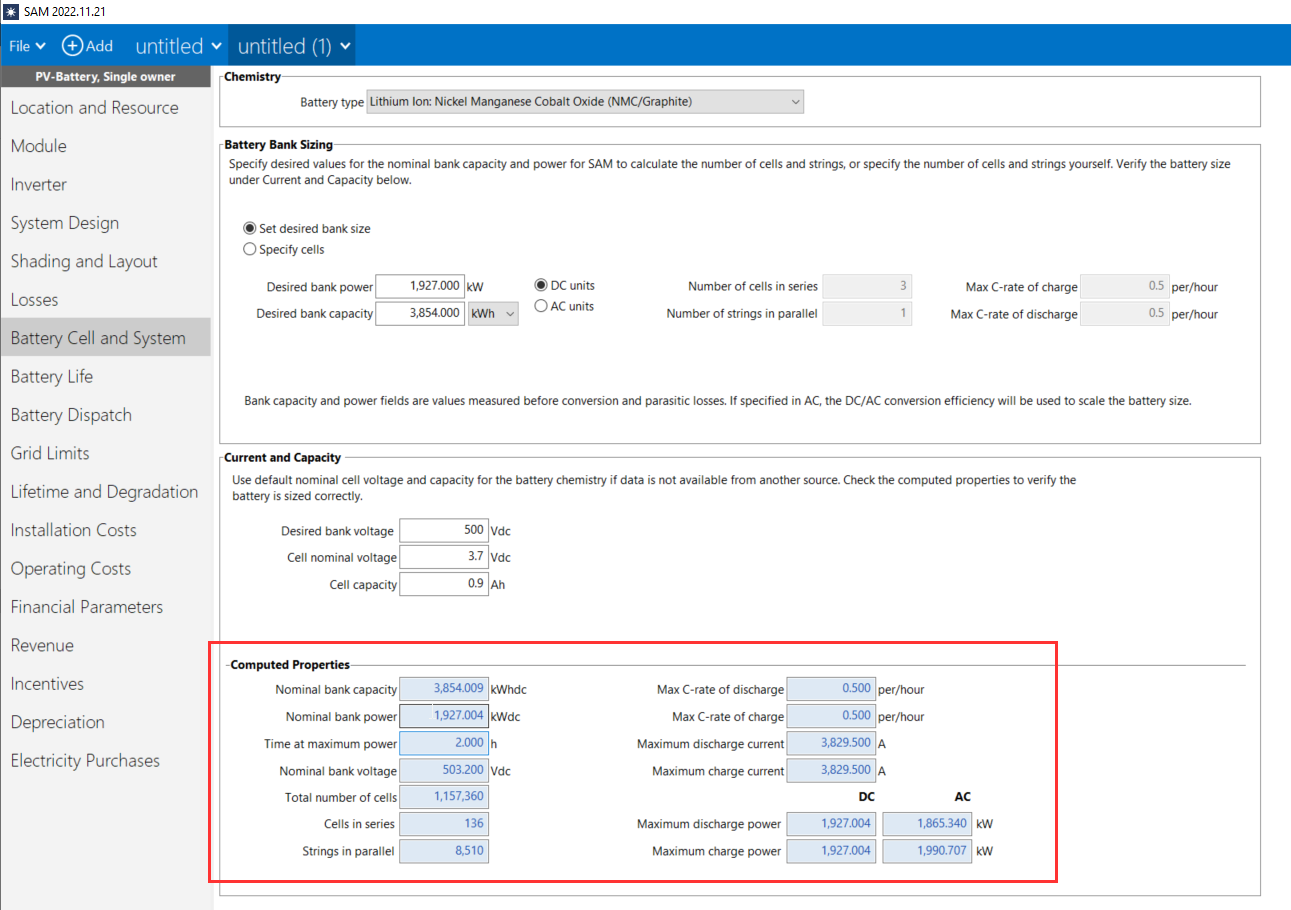 SAM 2022.11.21
File Add untitled untitled (1)
PV-Battery, Single owner
Location and Resource
Module
Inverter
System Design
Shading and Layout
Losses
Battery Cell and System
Battery Life
Battery Dispatch
Grid Limits
Lifetime and Degradation
Installation Costs
Operating Costs
Financial Parameters
Revenue
Incentives
Depreciation
Electricity Purchases
Chemistry
Battery type Lithium Ion: Nickel Manganese Cobalt Oxide (NMC/Graphite)
Battery Bank Sizing
Specify desired values for the nominal bank capacity and power for SAM to calculate the number of cells and strings, or specify the number of cells and strings yourself. Verify the battery size
under Current and Capacity below.
Set desired bank size
Specify cells
Desired bank power 1,927.000 kW DC units Number of cells in series 3 Max C-rate of charge 0.5 per/hour
Desired bank capacity 3,854.000 kWh AC units Number of strings in parallel 1 Max C-rate of discharge 0.5 per/hour
Bank capacity and power fields are values measured before conversion and parasitic losses. If specified in AC, the DC/AC conversion efficiency will be used to scale the battery size.
Current and Capacity
Use default nominal cell voltage and capacity for the battery chemistry if data is not available from another source. Check the computed properties to verify the
battery is sized correctly.
Desired bank voltage 500 Vdc
Cell nominal voltage 3.7 Vdc
Cell capacity 0.9 Ah
Computed Properties
Nominal bank capacity 3,854.009 kWhdc Max C-rate of discharge 0.500 per/hour
Nominal bank power 1,927.004 kWdc Max C-rate of charge 0.500 per/hour
Time at maximum power 2.000 h Maximum discharge current 3,829.500 A
Nominal bank voltage 503.200 Vdc Maximum charge current 3,829.500 A
Total number of cells 1,157,360 DC AC
Cells in series 136 Maximum discharge power 1,927.004 1,865.340 kW
Strings in parallel 8,510 Maximum charge power 1,927.004 1,990.707 kW